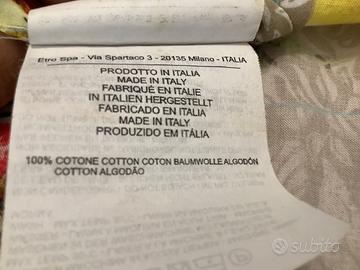 Etro Spa - Via Spartaco 3 - 20135 Milano - ITALIA
PRODOTTO IN ITALIA
MADE IN ITALY
FABRIQUÉ EN ITALIE
IN ITALIEN HERGESTELLT
FABRICADO EN ITALIA
MADE IN ITALY
PRODUZIDO EM ITÁLIA
100% COTONE COTTON COTON BAUMWOLLE ALGODÓN
COTTON ALGODÃO
subito